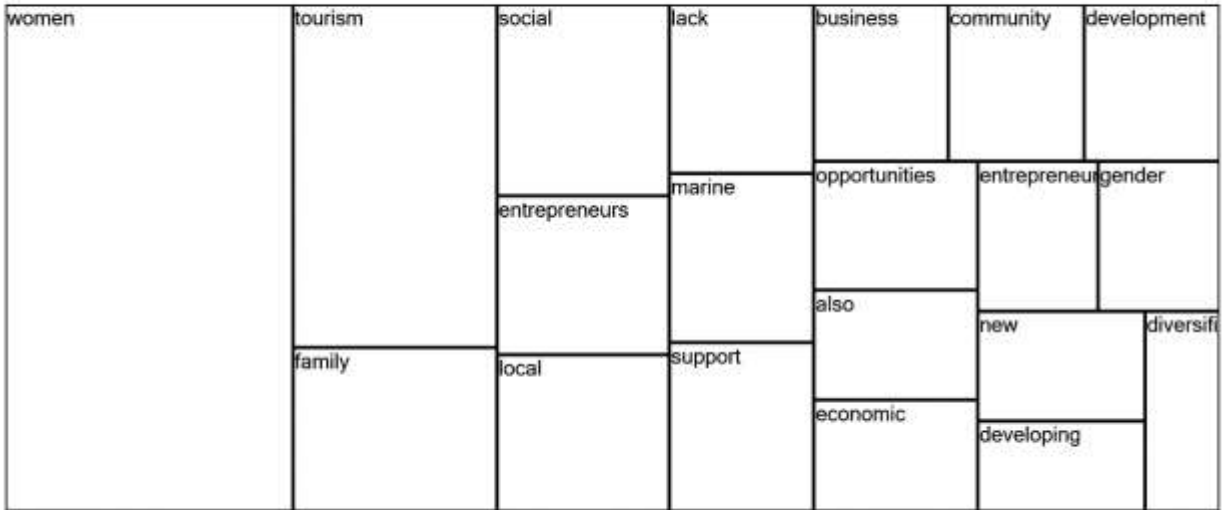 women
tourism
social
lack
business
community
development
marine
opportunities
entrepreneur
gender
entrepreneurs
also
new
diversifi
family
local
support
economic
developing